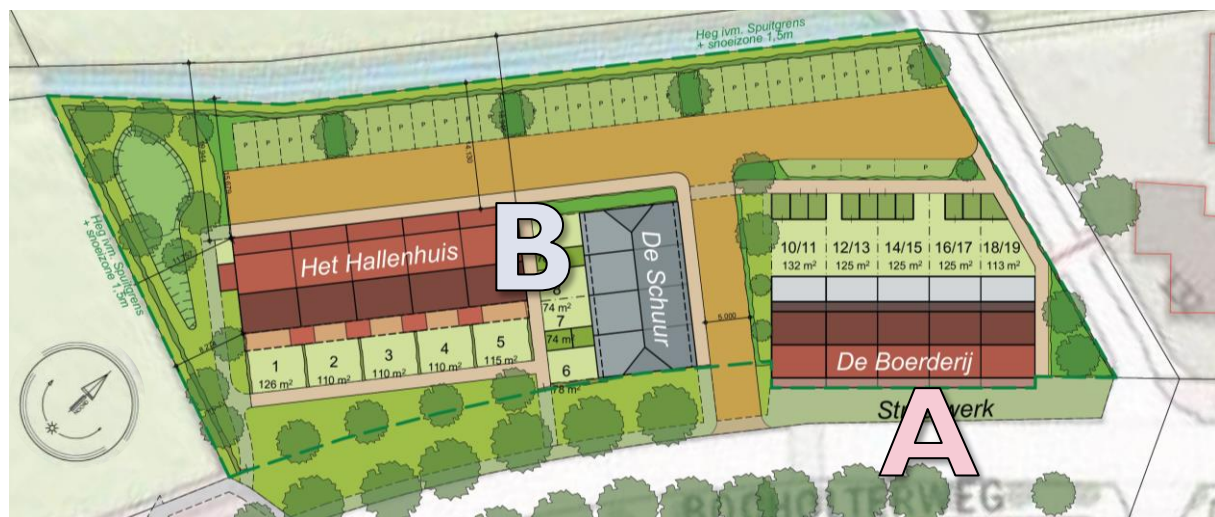 Heg ivm. Spuitgrens
+ snoeizone 1,5m
P P P P P P P P P P P P P P P P P P P P P P P P P P
14.130
Heg ivm. Spuitgrens
+ snoeizone 1,5m
P P P
Het Hallenhuis
B
De Schuur
10/11
132 m²
12/13
125 m²
14/15
125 m²
16/17
125 m²
18/19
113 m²
8
74 m²
7
74 m²
6
78 m²
5.000
1
126 m²
2
110 m²
3
110 m²
4
110 m²
5
115 m²
De Boerderij
A
BOCHOLTERWEG